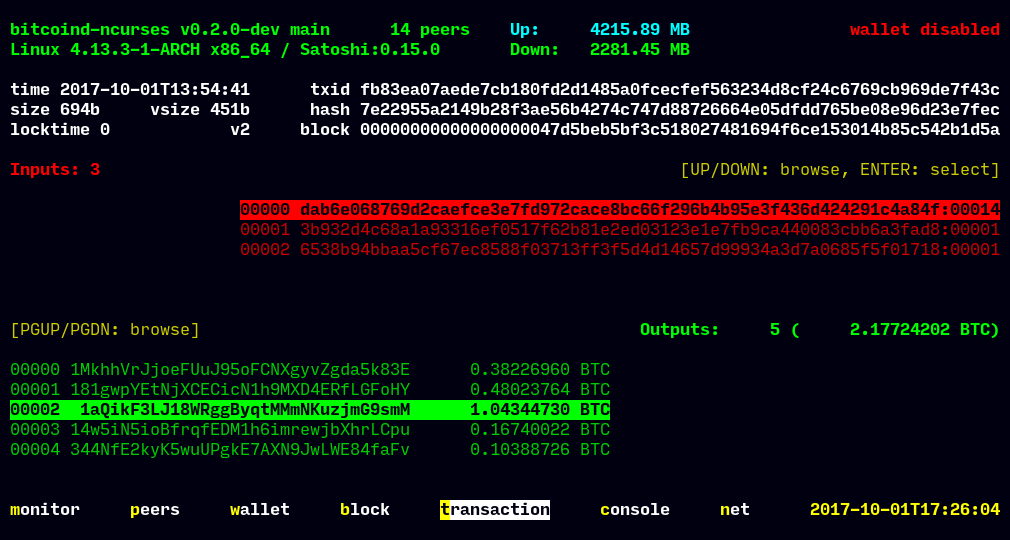 bitcoind-ncurses v0.2.0-dev main 14 peers Up: 4215.89 MB wallet disabled
Linux 4.13.3-1-ARCH x86_64 / Satoshi:0.15.0 Down: 2281.45 MB
time 2017-10-01T13:54:41 txid fb83ea07aede7cb180fd2d1485a0fcecfef563234d8cf24c6769cb969de7f43c
size 694b vsize 451b hash 7e22955a2149b28f3ae56b4274c747d88726664e05dfdd765be08e96d23e7fec
locktime 0 v2 block 00000000000000000047d5beb5bf3c518027481694f6ce153014b85c542b1d5a
Inputs: 3 [UP/DOWN: browse, ENTER: select]
00000 dab6e068769d2caefce3e7fd972cace8bc66f296b4b95e3f436d424291c4a84f:00014
00001 3b932d4c68a1a93316ef0517f62b81e2ed03123e1e7fb9ca440083cbb6a3fad8:00001
00002 6538b94bbaa5cf67ec8588f03713ff3f5d4d14657d99934a3d7a0685f5f01718:00001
[PGUP/PGDN: browse] Outputs: 5 ( 2.17724202 BTC)
00000 1MkhhVrJjoeFUuJ95oFCNXgyvZgda5k83E 0.38226960 BTC
00001 181gwpYEtNjXCECicN1h9MXD4ERfLGFoHY 0.48023764 BTC
00002 1aQikF3LJ18WRggByqtMMmNKuzjmG9smM 1.04344730 BTC
00003 14w5iN5ioBfrqfEDM1h6imrewjbXhrLCpu 0.16740022 BTC
00004 344NfE2kyK5wuUPgkE7AXN9JwLWE84faFv 0.10388726 BTC
monitor peers wallet block transaction console net 2017-10-01T17:26:04